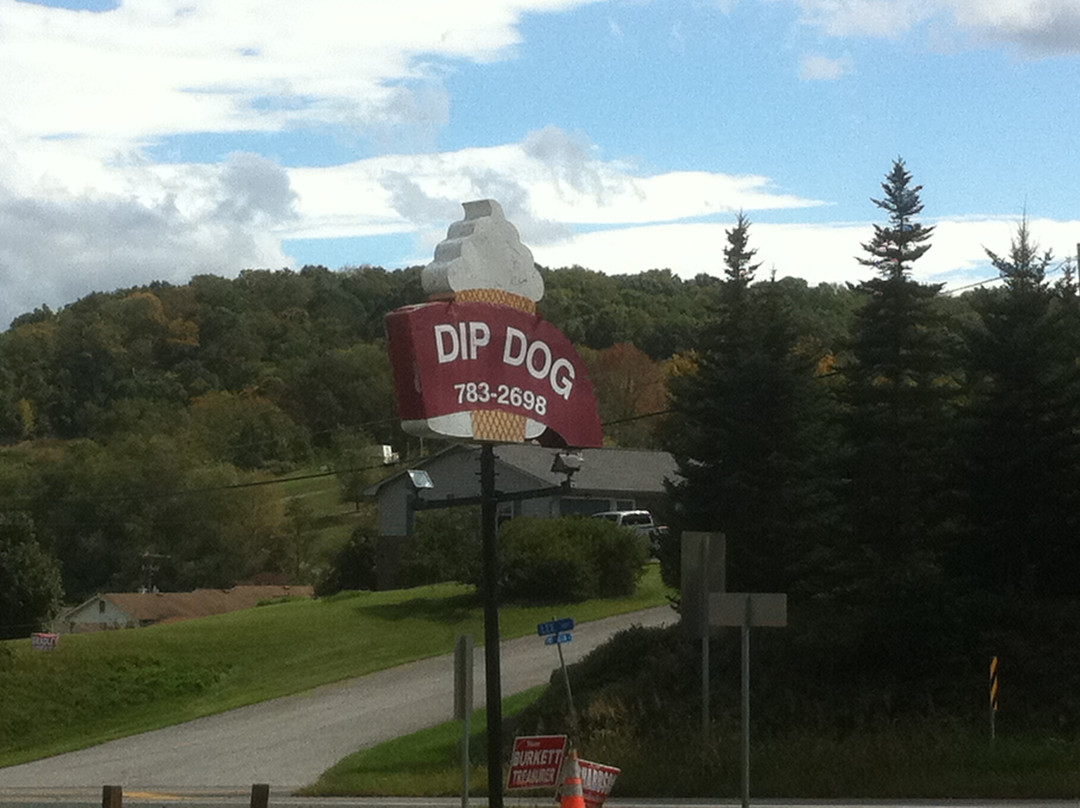 DIP DOG
783-2698
BURKETT
TREASURER